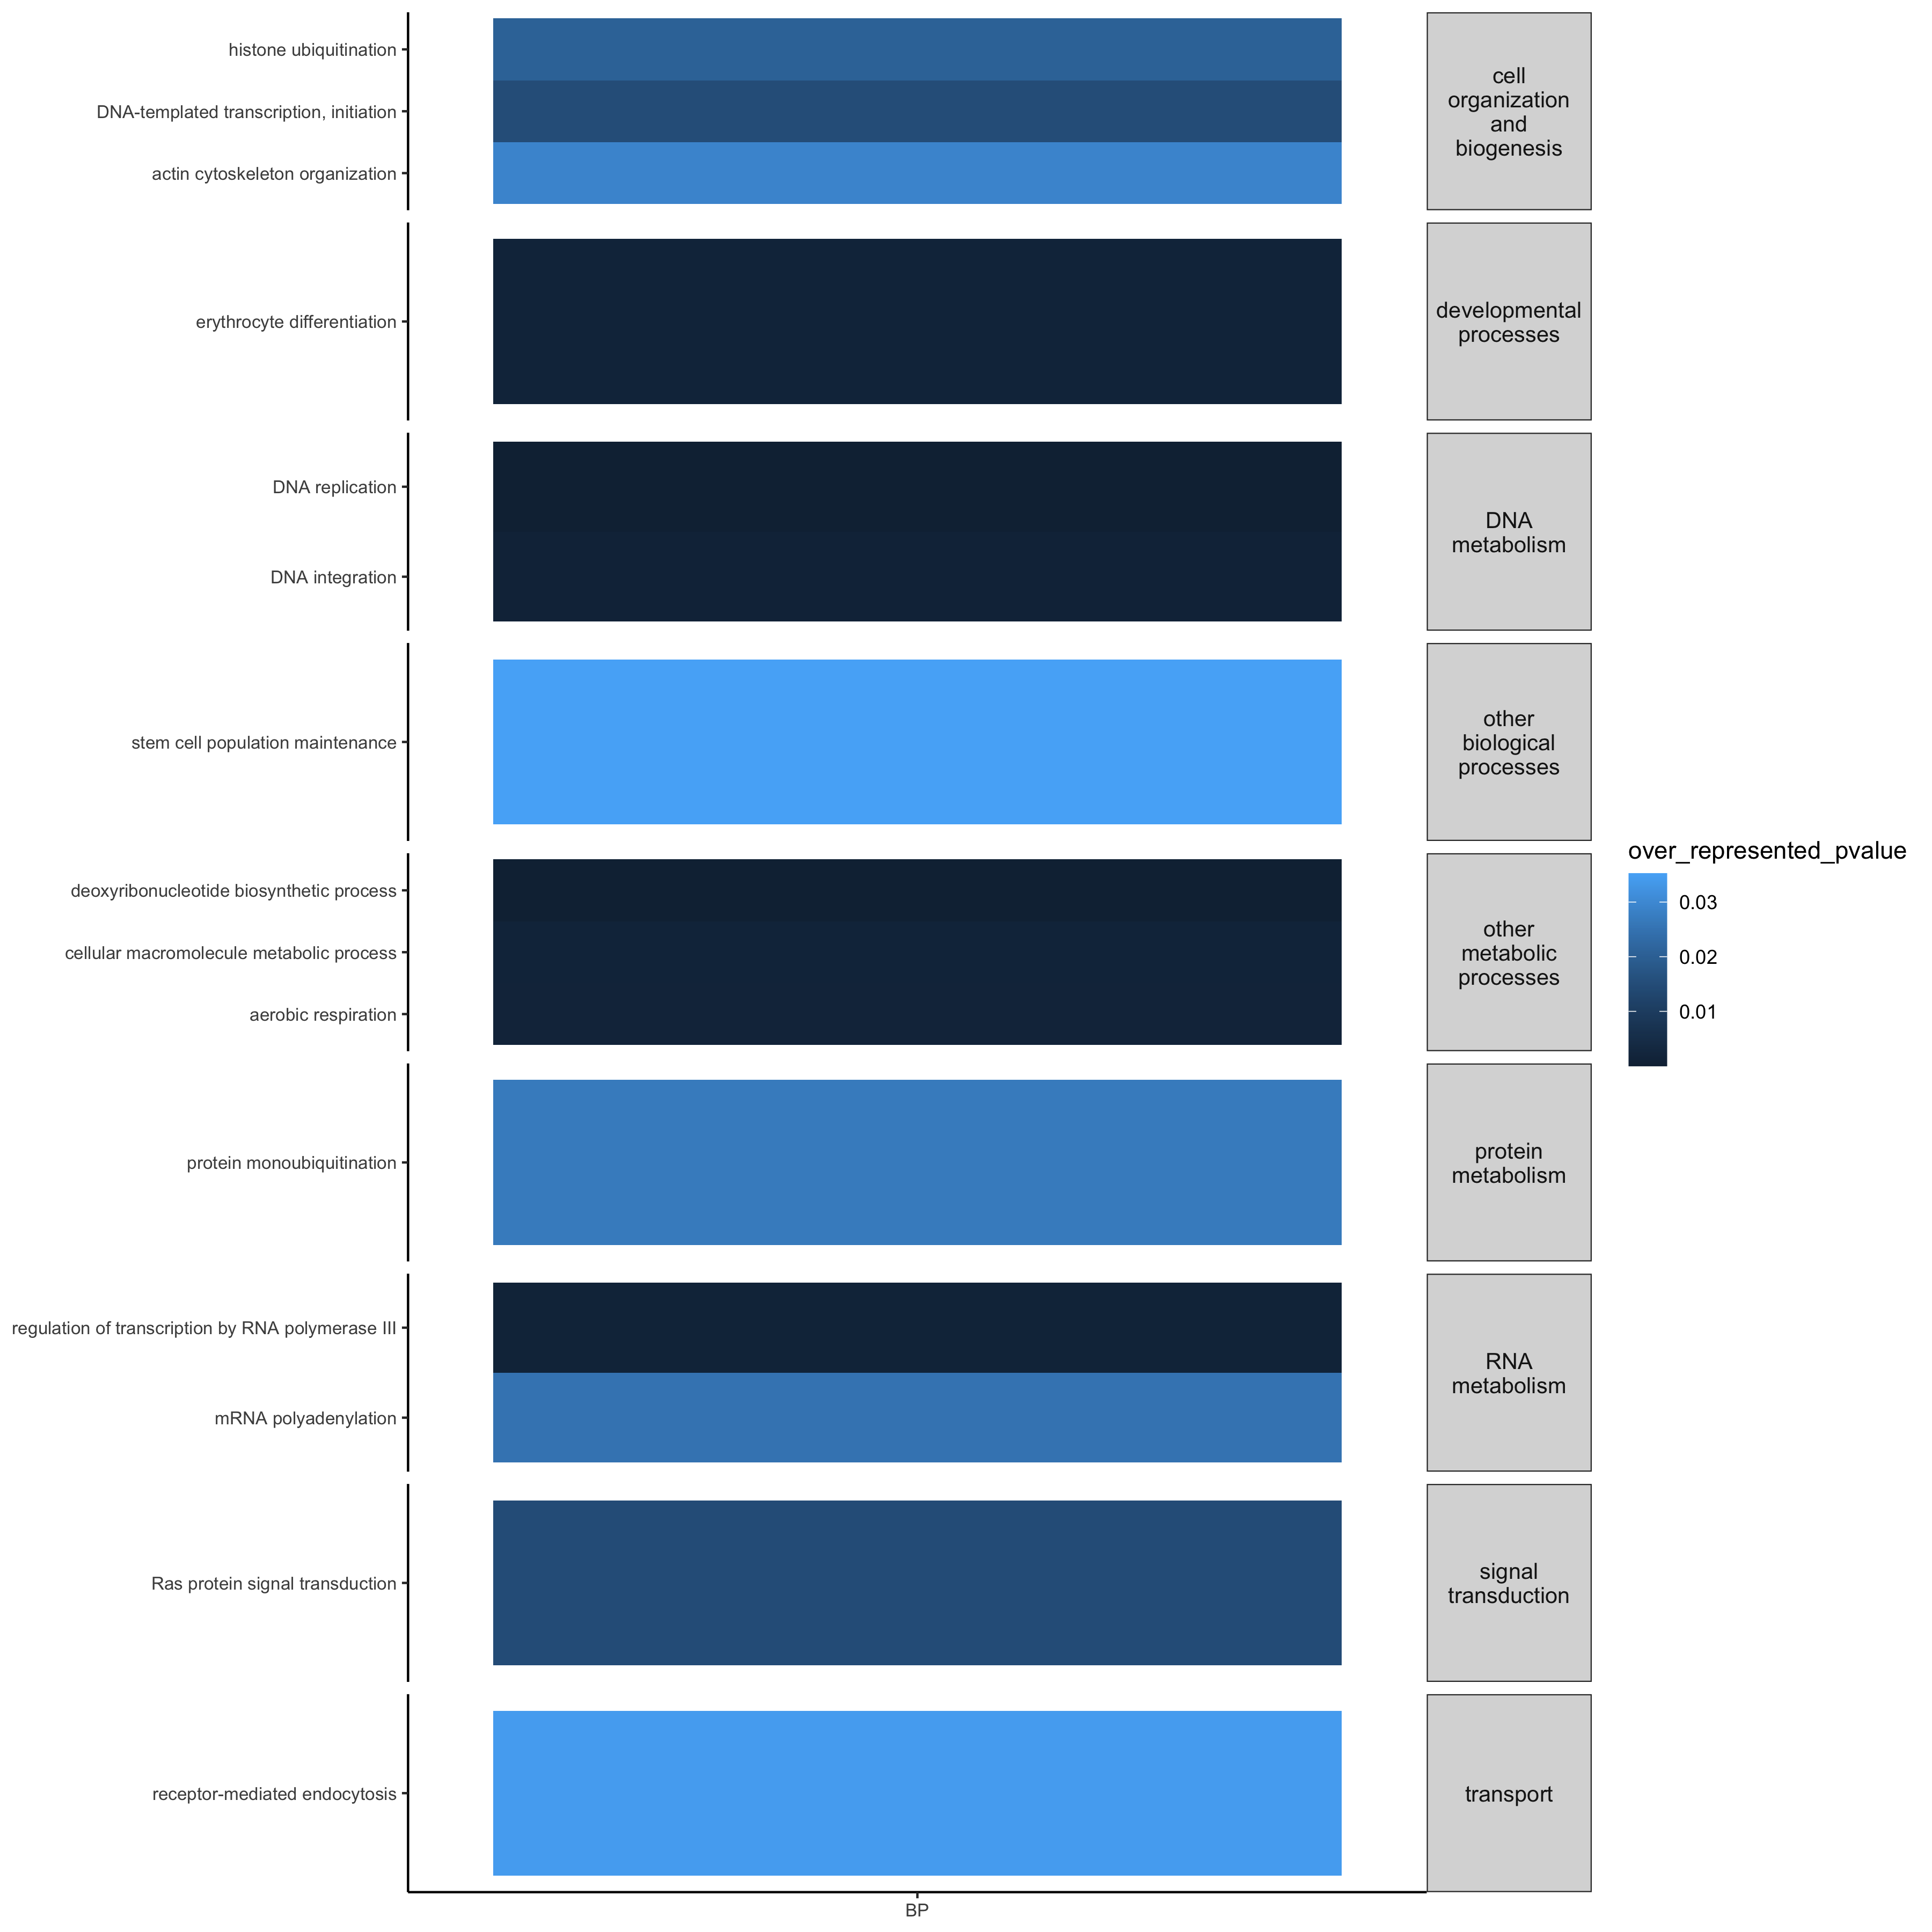 histone ubiquitination
DNA-templated transcription, initiation
actin cytoskeleton organization
cell
organization
and
biogenesis
erythrocyte differentiation
developmental
processes
DNA replication
DNA integration
DNA
metabolism
stem cell population maintenance
other
biological
processes
deoxyribonucleotide biosynthetic process
cellular macromolecule metabolic process
aerobic respiration
other
metabolic
processes
protein monoubiquitination
protein
metabolism
regulation of transcription by RNA polymerase III
mRNA polyadenylation
RNA
metabolism
Ras protein signal transduction
signal
transduction
receptor-mediated endocytosis
transport
BP
over_represented_pvalue
0.03
0.02
0.01